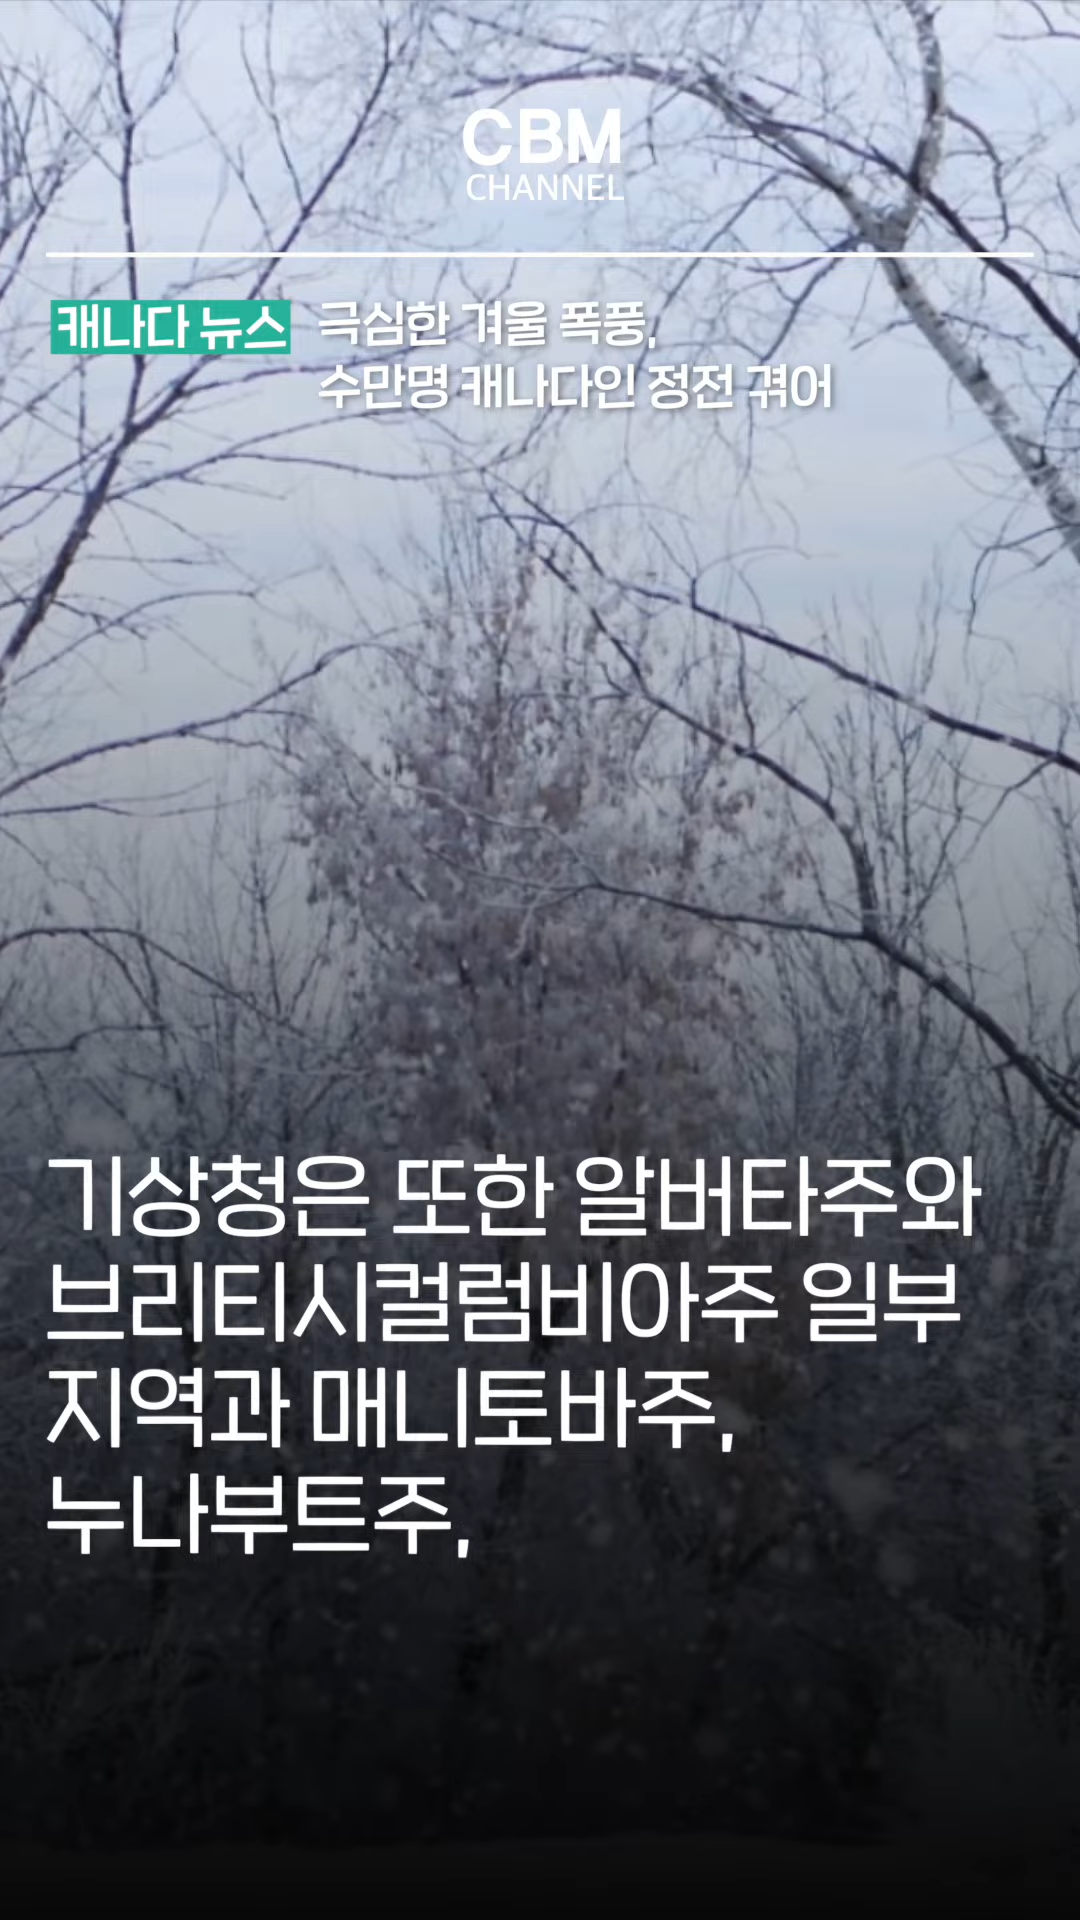 CBM
CHANNEL
캐나다 뉴스
극심한 겨울 폭풍,
수만명 캐나다인 정전 겪어
기상청은 또한 알버타주와
브리티시컬럼비아주 일부
지역과 매니토바주,
누나부트주,